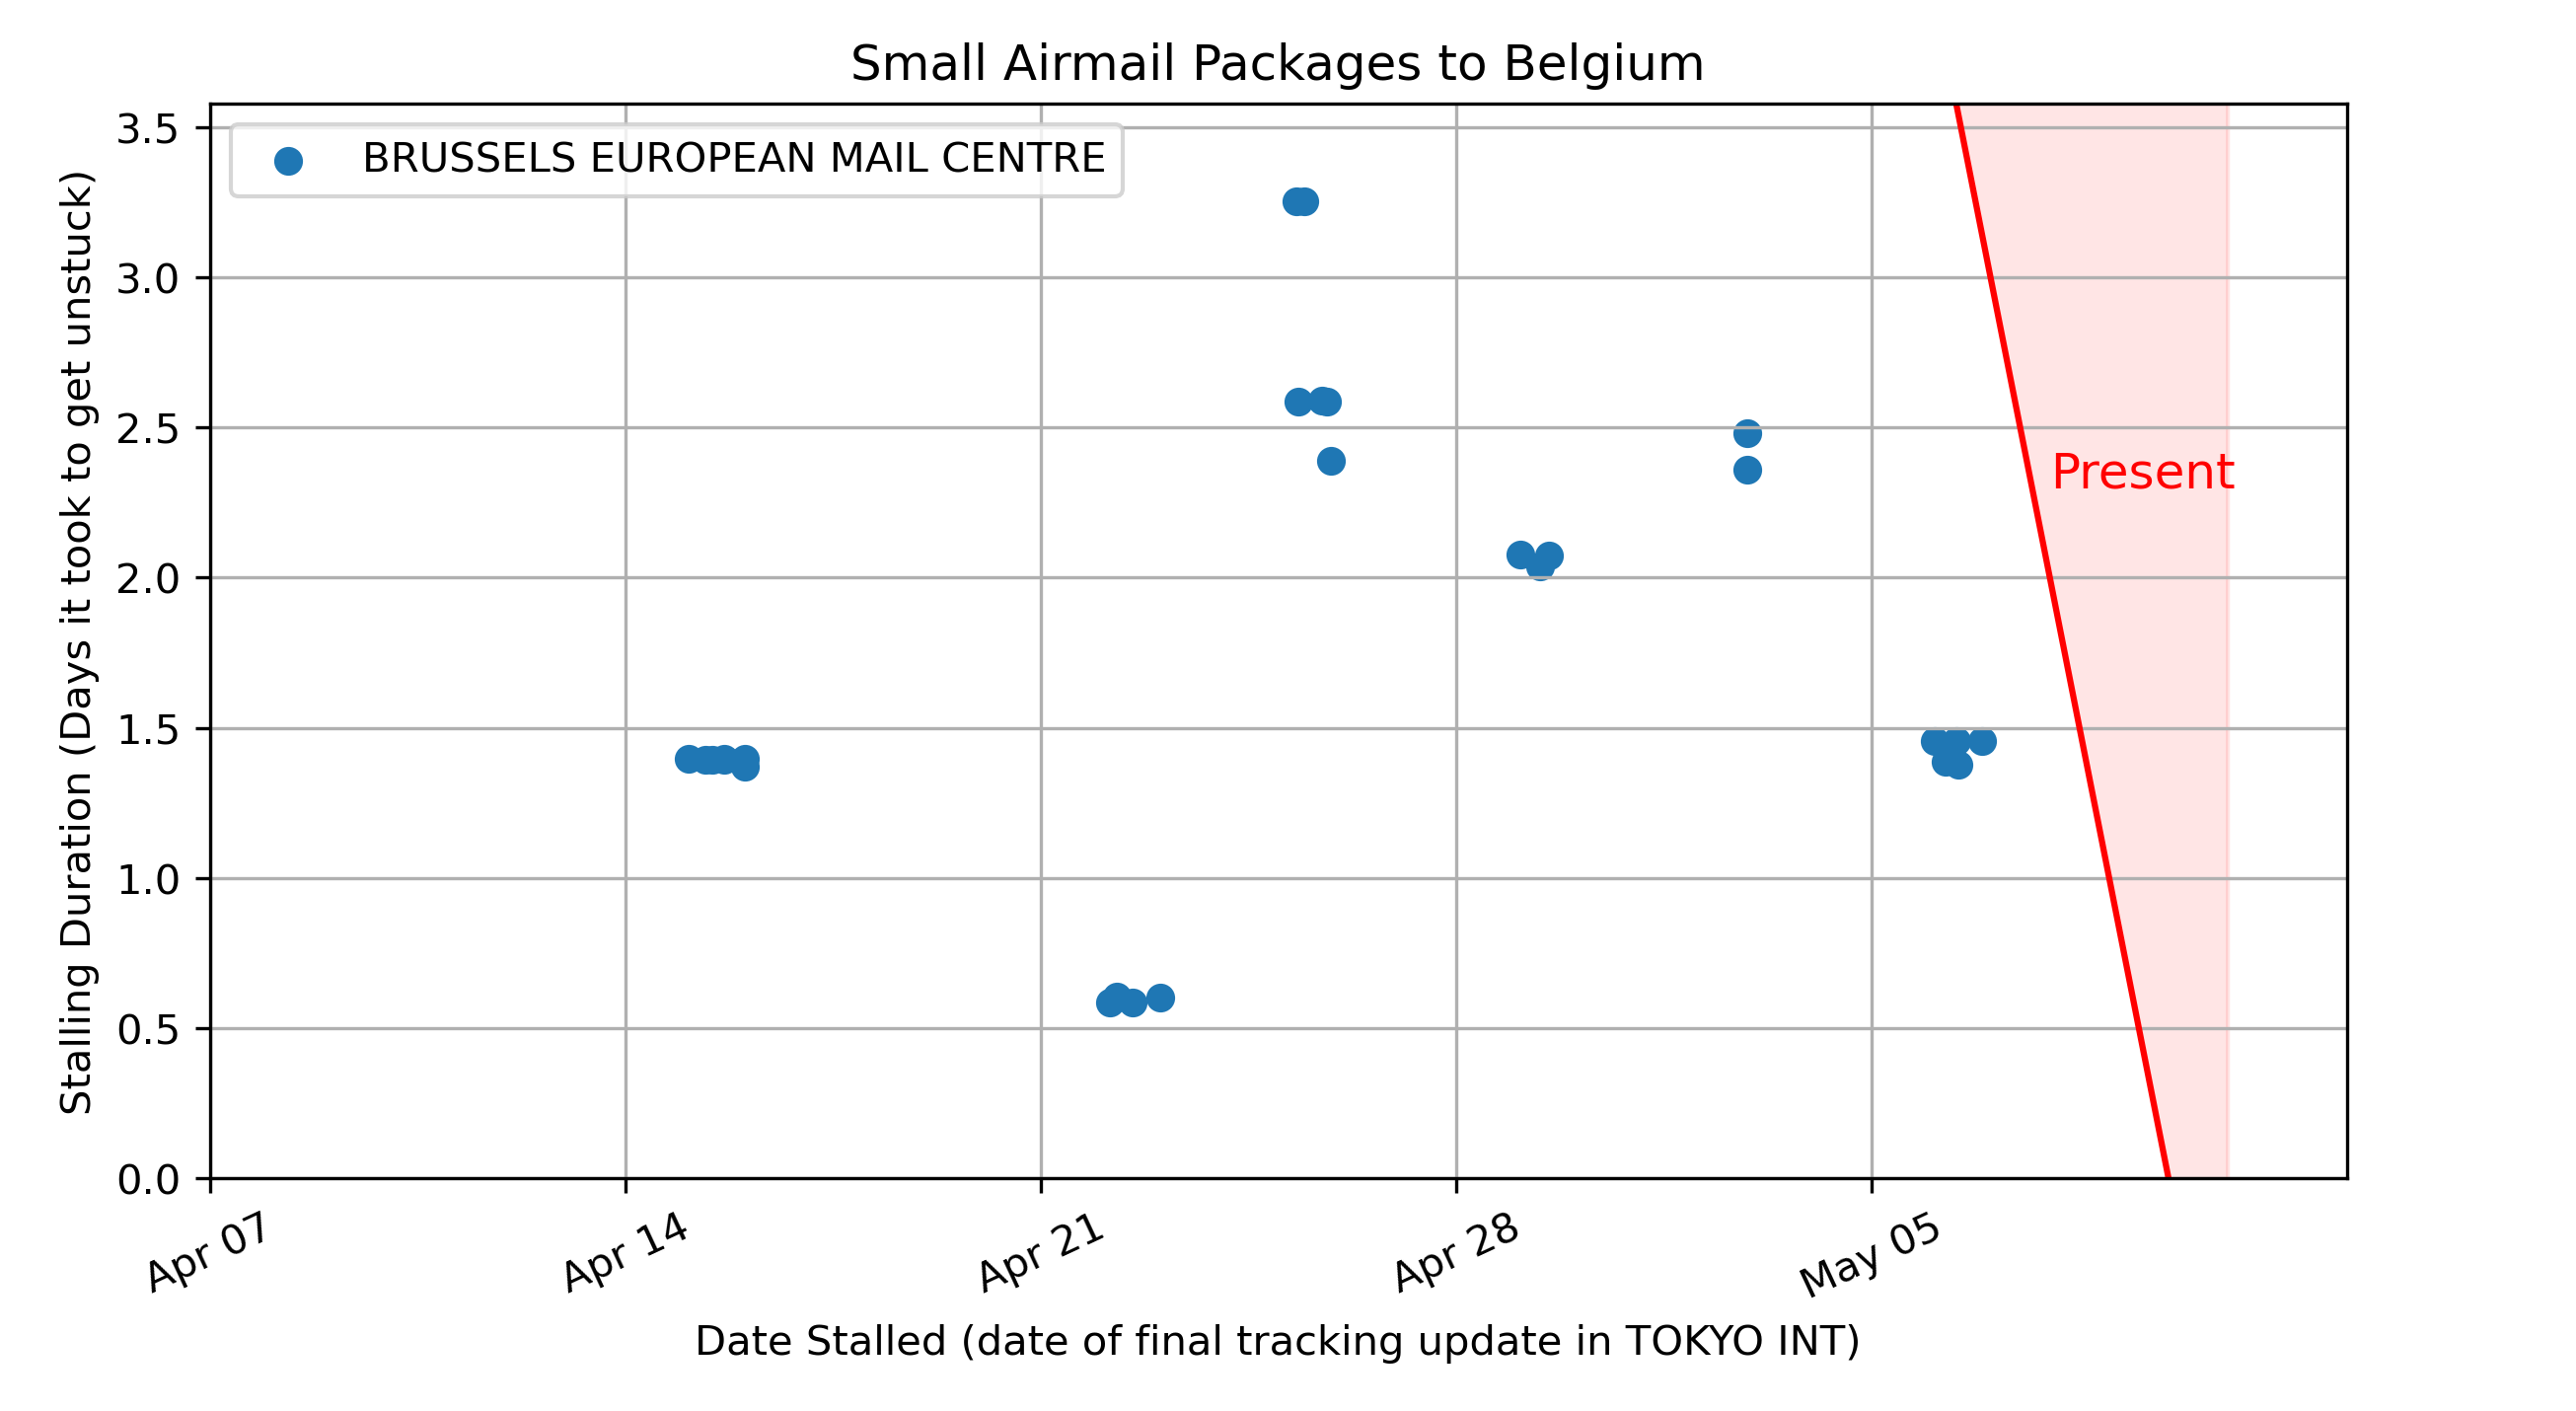 Small Airmail Packages to Belgium
BRUSSELS EUROPEAN MAIL CENTRE
Stalling Duration (Days it took to get unstuck)
3.5
3.0
2.5
2.0
1.5
1.0
0.5
0.0
Present
Apr 07
Apr 14
Apr 21
Apr 28
May 05
Date Stalled (date of final tracking update in TOKYO INT)